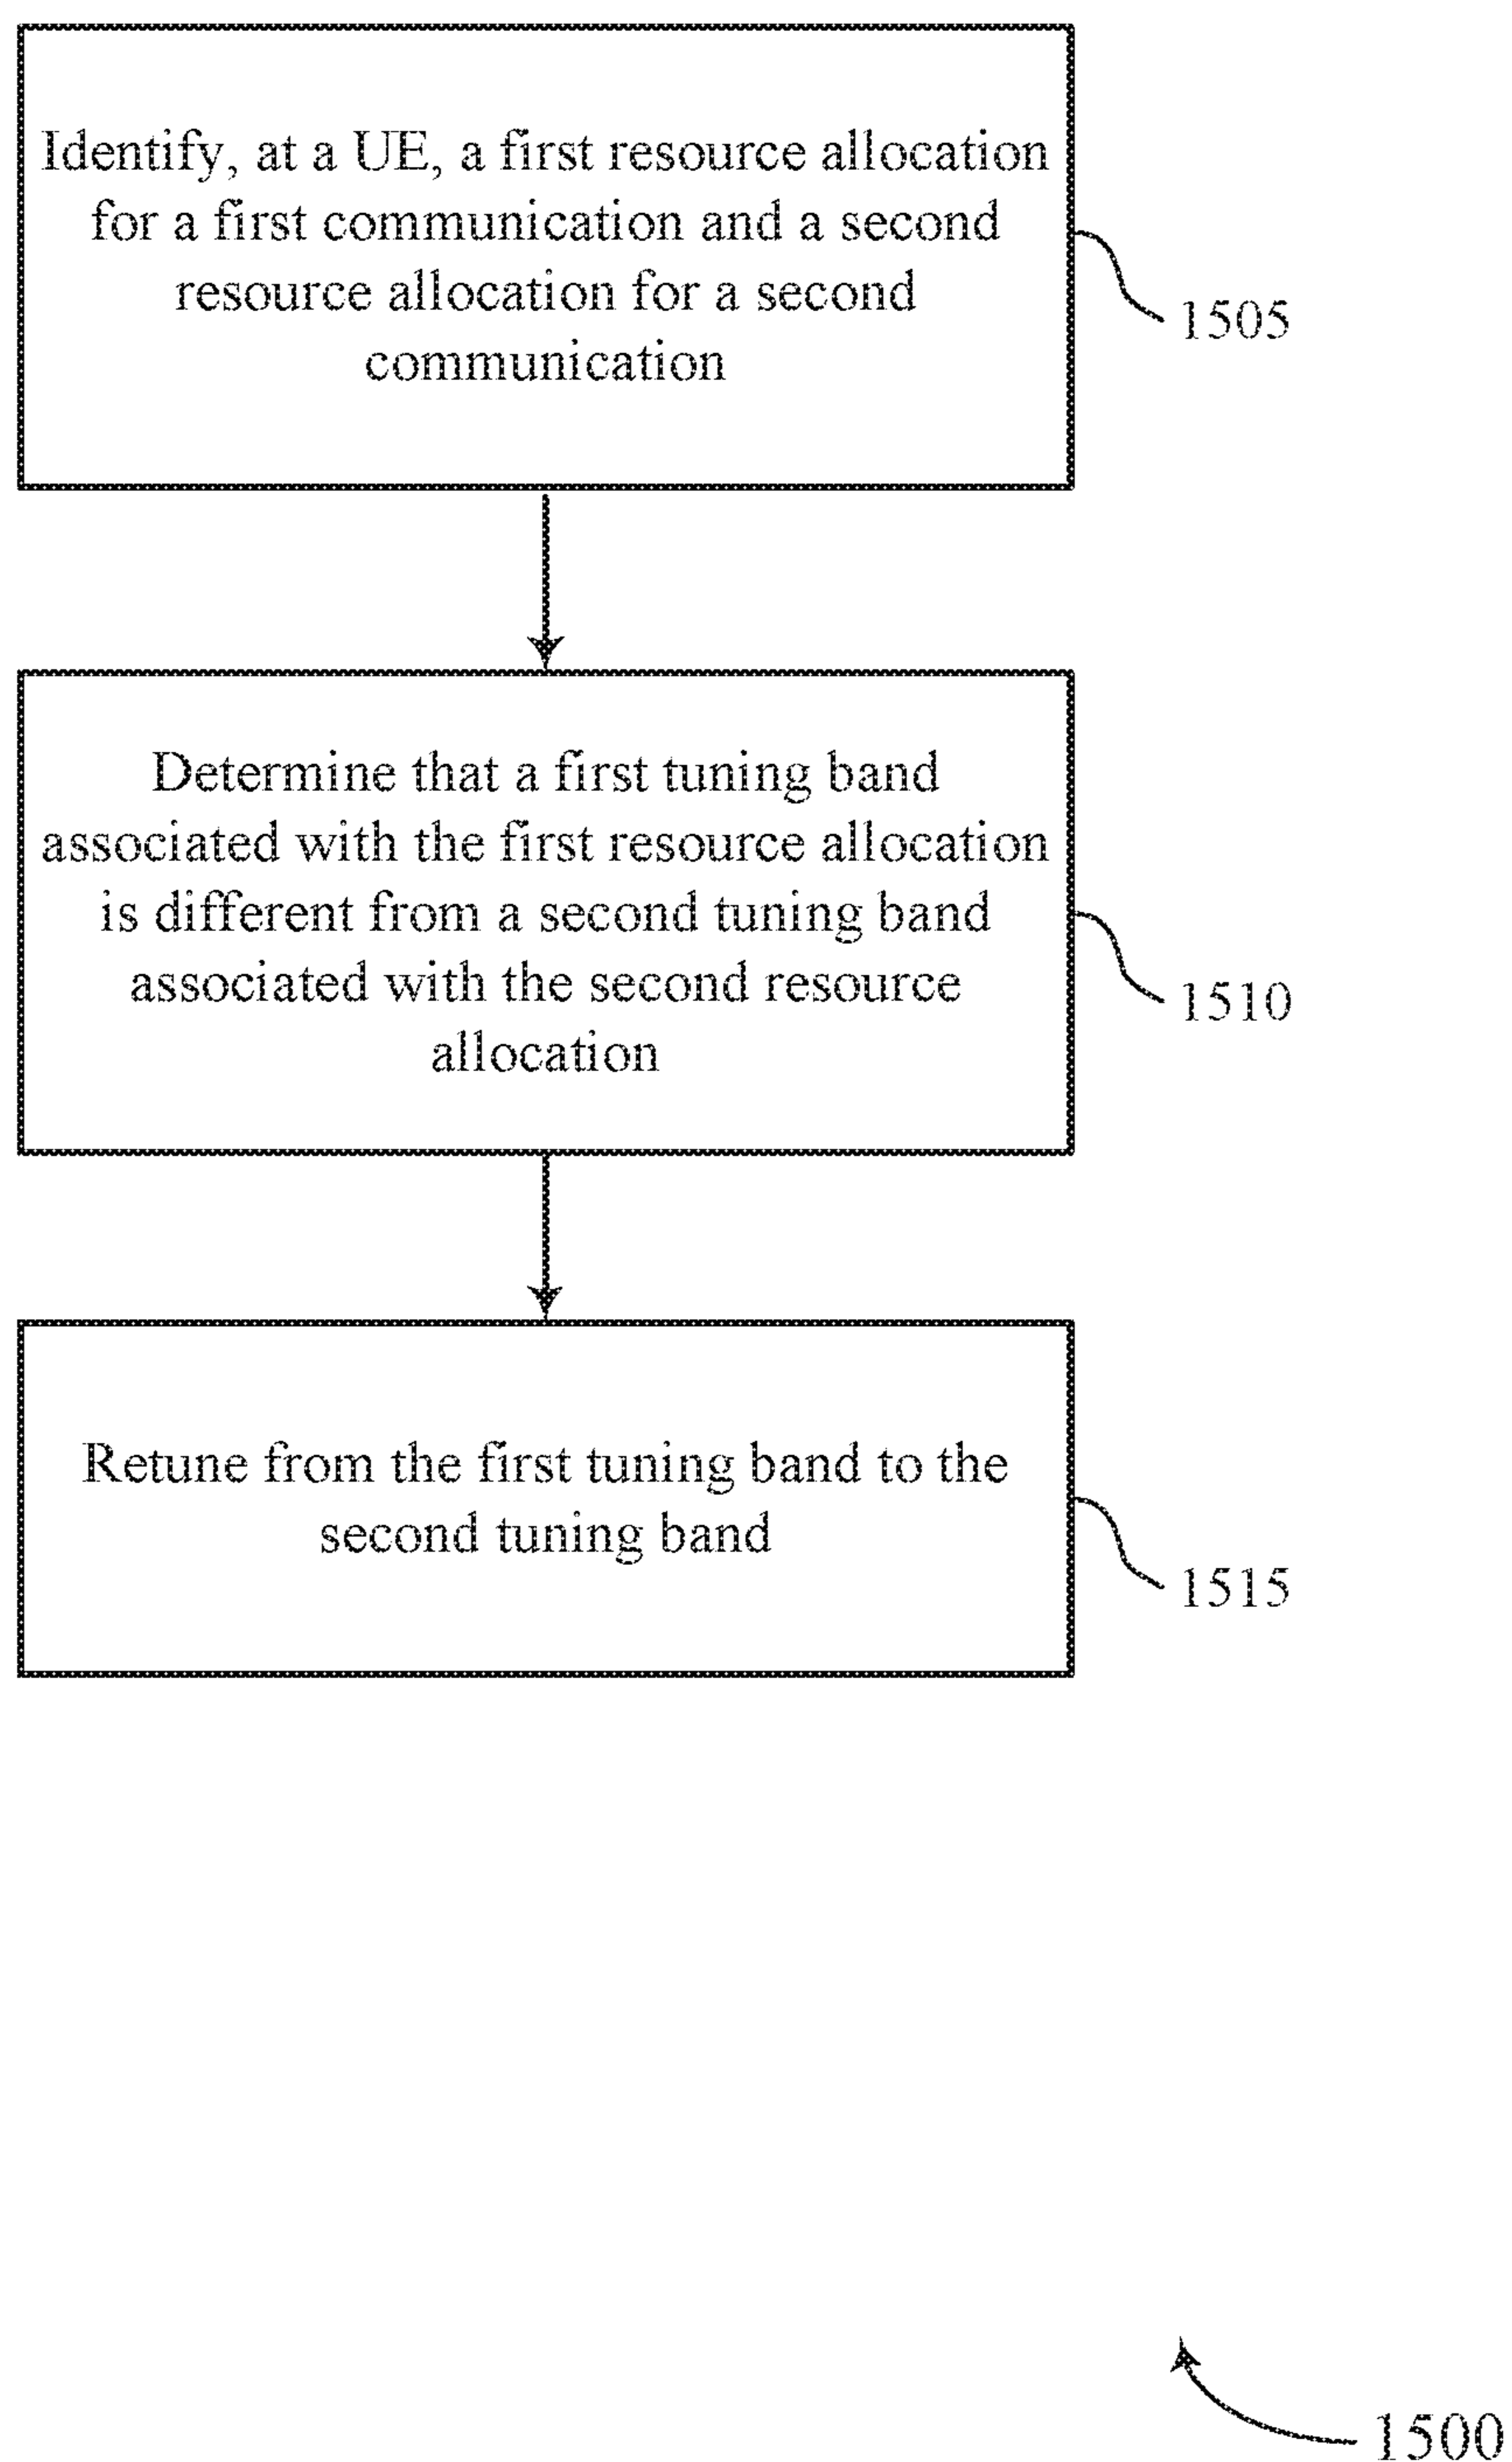 Identify, at a UE, a first resource allocation
for a first communication and a second
resource allocation for a second
communication
1505
Determine that a first tuning band
associated with the first resource allocation
is different from a second tuning band
associated with the second resource
allocation
1510
Retune from the first tuning band to the
second tuning band
1515
1500